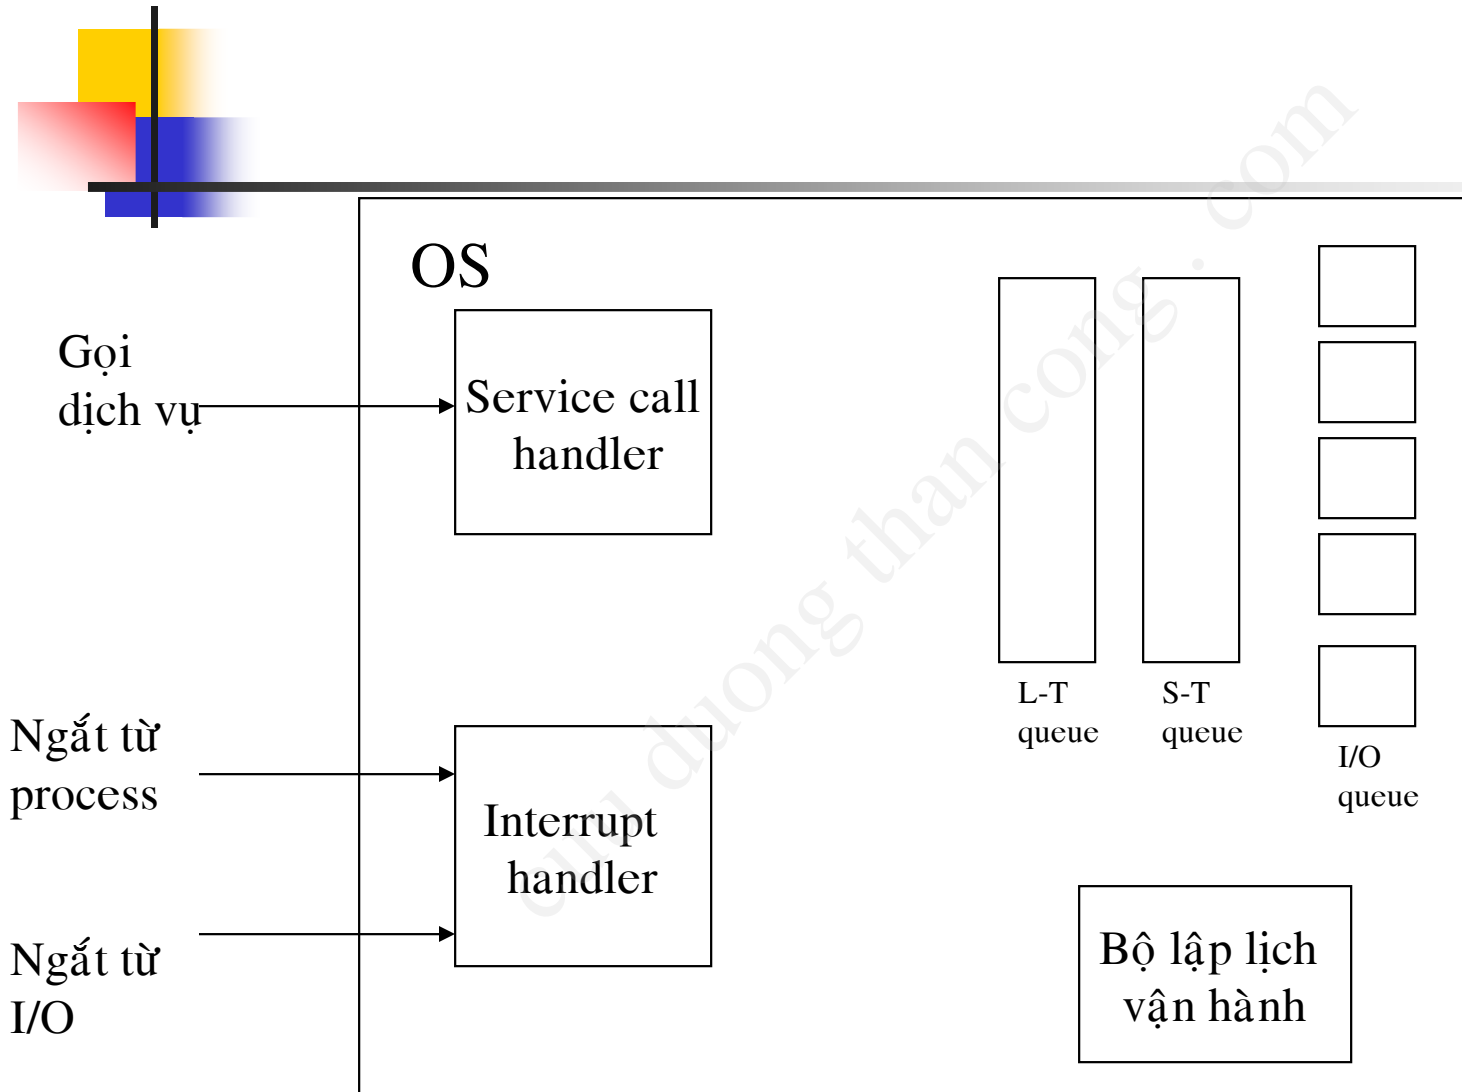 OS
Gọi
dịch vụ
Service call
handler
L-T
queue
S-T
queue
I/O
queue
Ngắt từ
process
Interrupt
handler
Ngắt từ
I/O
Bộ lập lịch
vận hành
cuu duong than cong . com